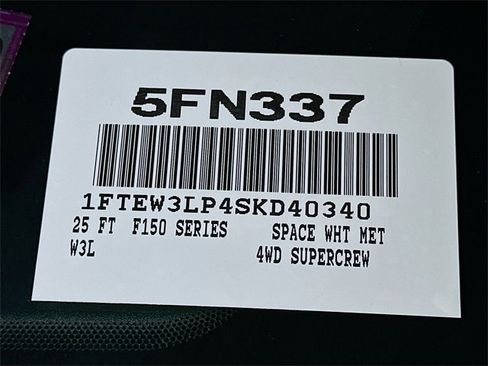 5FN337
1FTEW3LP4SKD40340
25 FT F150 SERIES SPACE WHT MET
W3L 4WD SUPERCREW